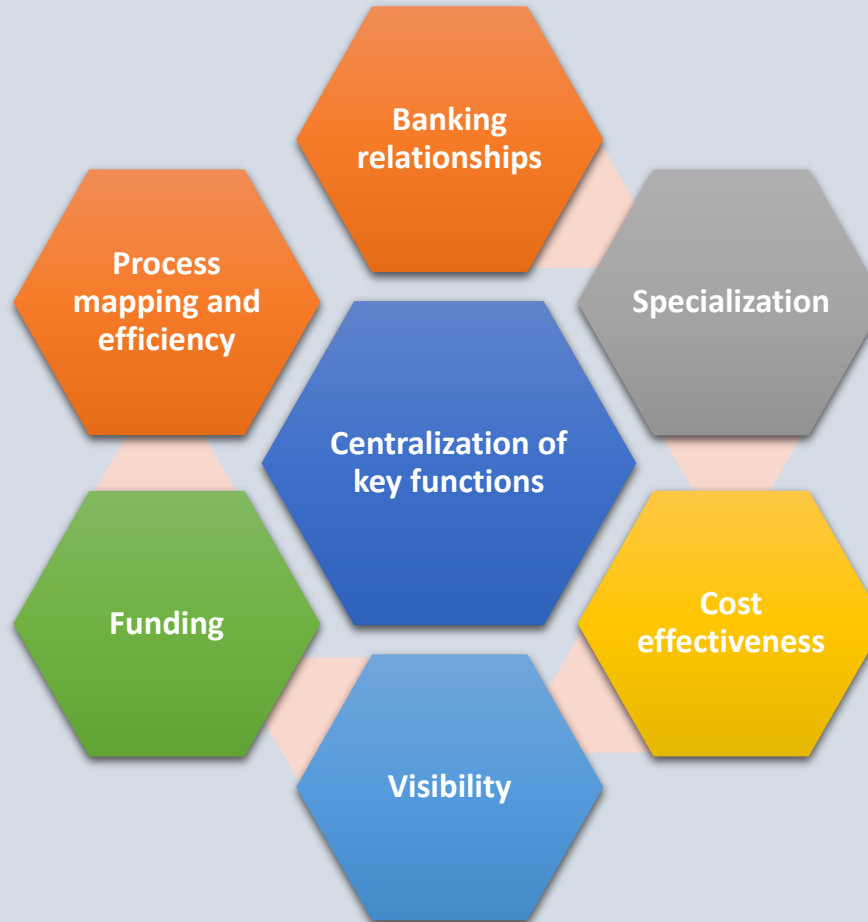 Banking
relationships
Process
mapping and
efficiency
Specialization
Centralization of
key functions
Funding
Cost
effectiveness
Visibility